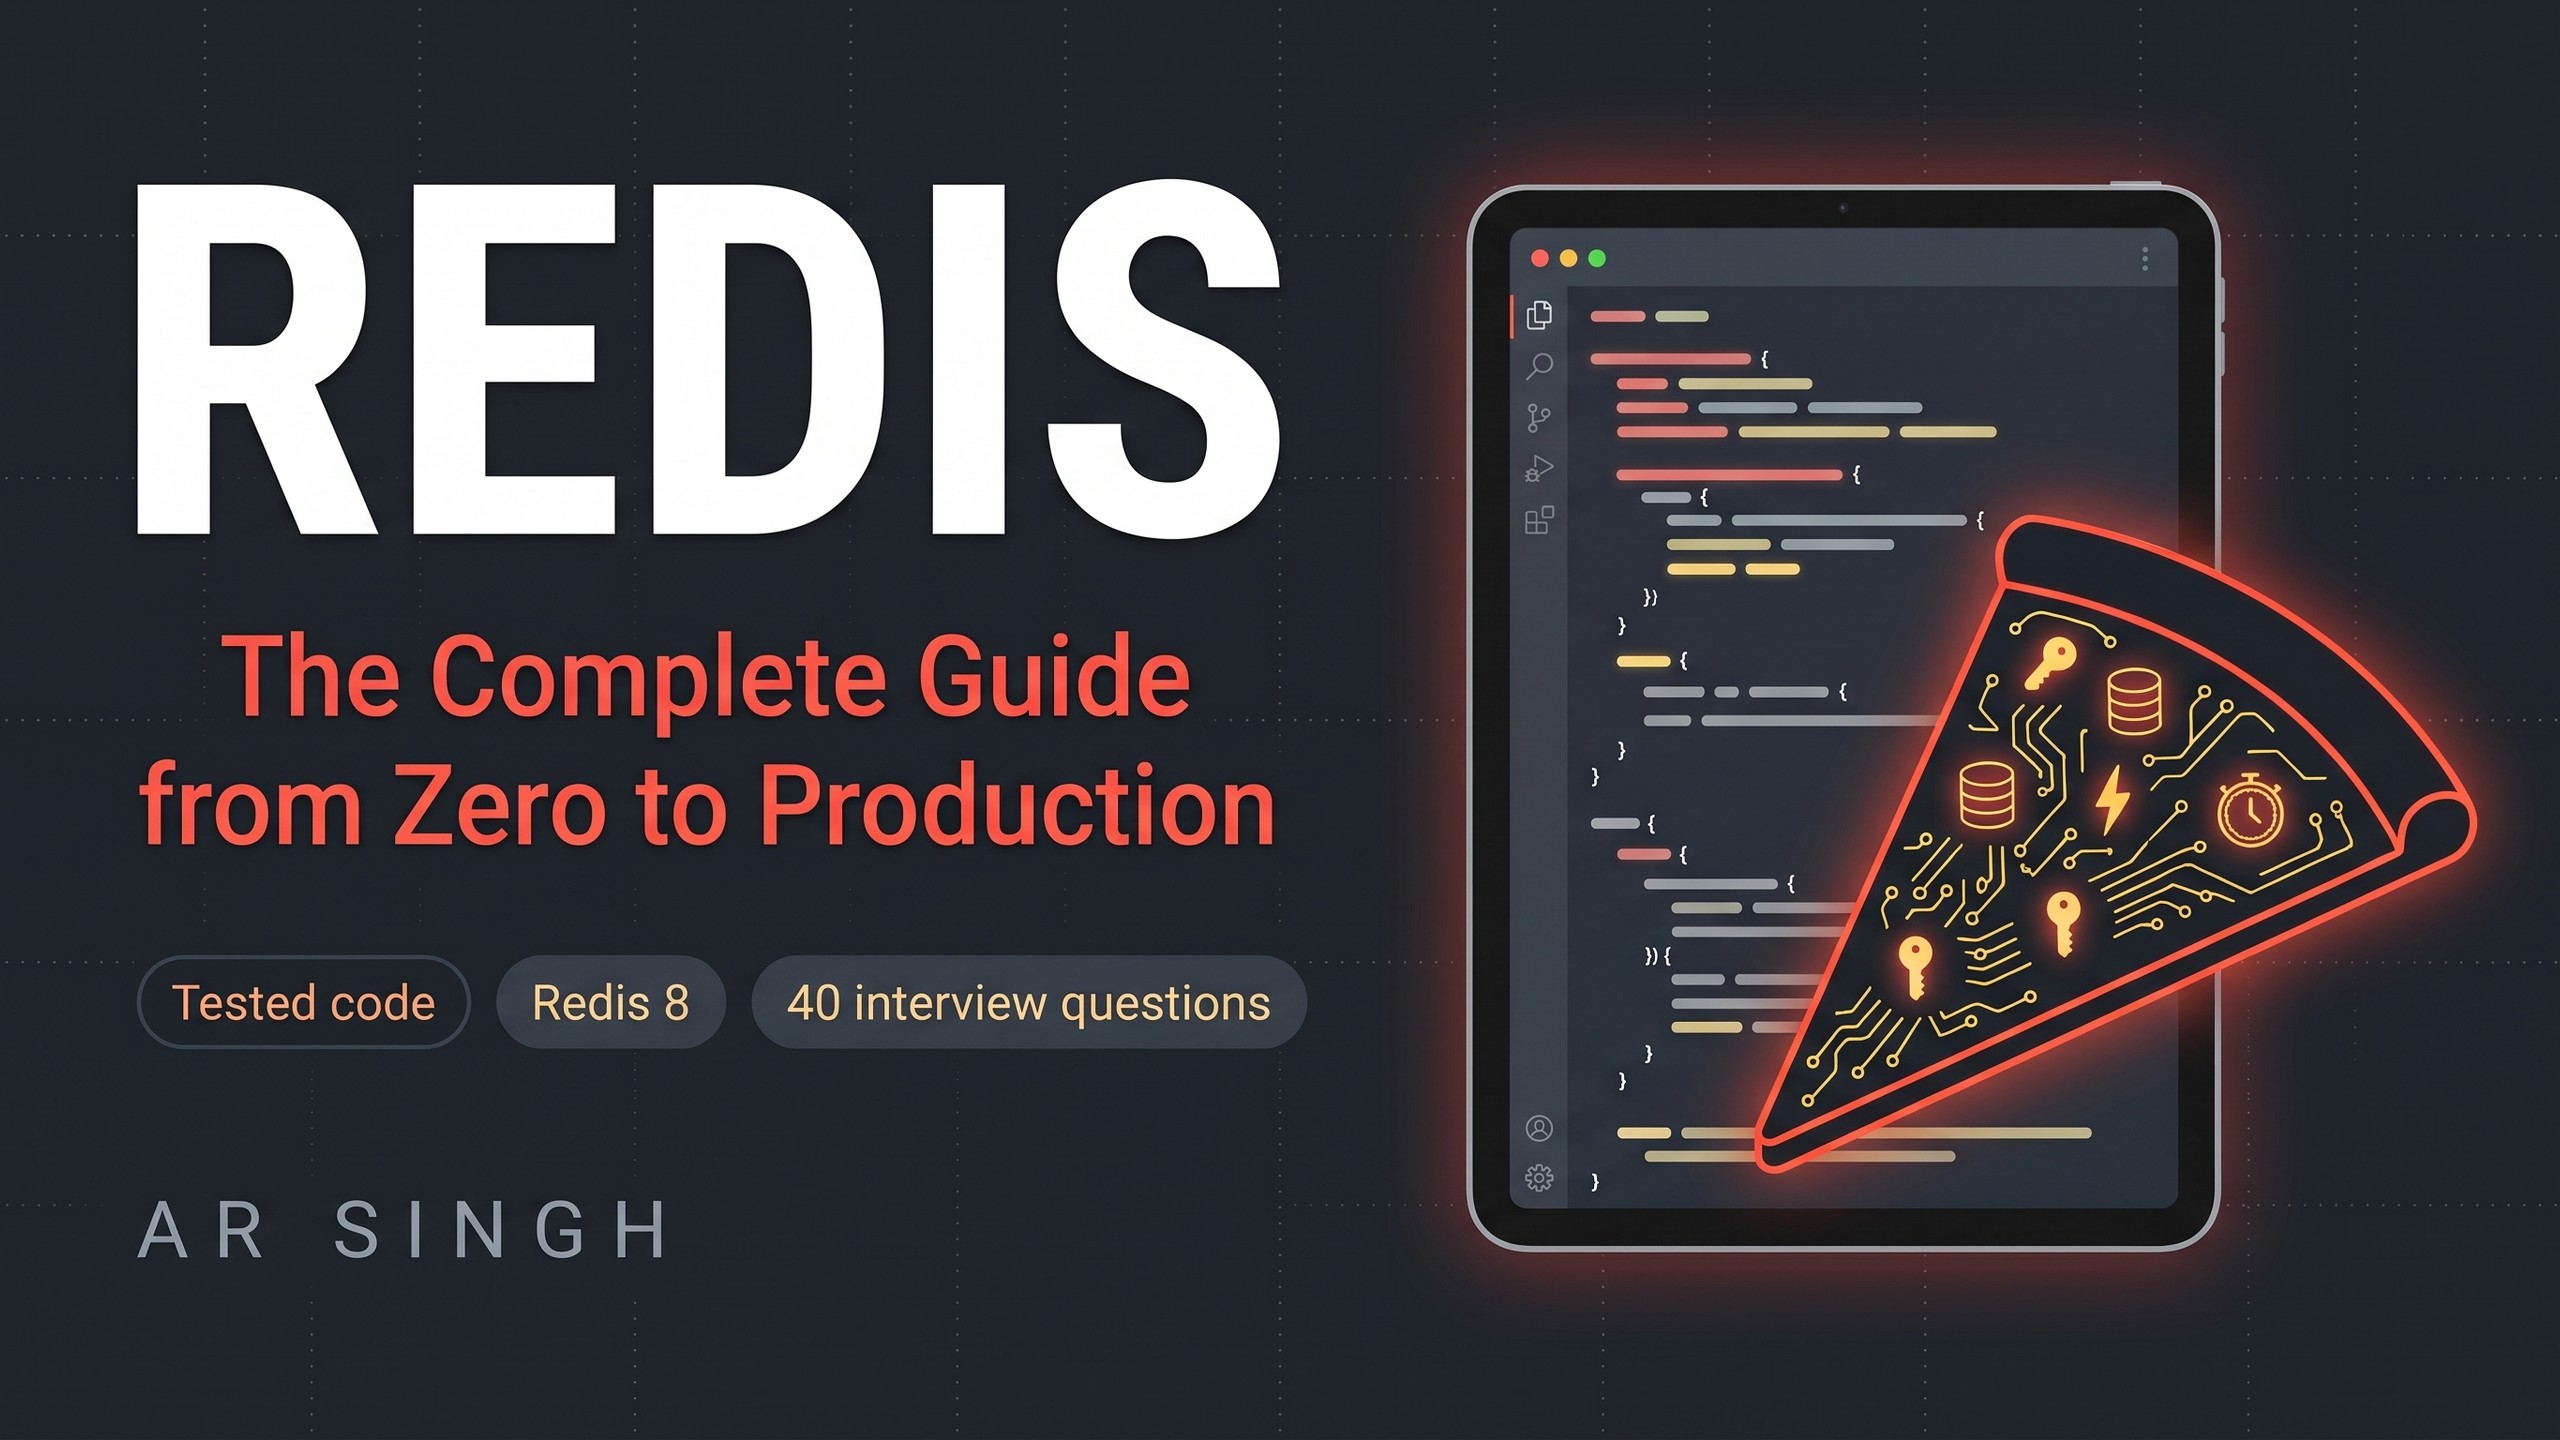 REDIS
The Complete Guide
from Zero to Production
Tested code
Redis 8
40 interview questions
AR SINGH
{
{
{
{
})
}
{
{
}
}
{
{
{
}) {
}
}
}